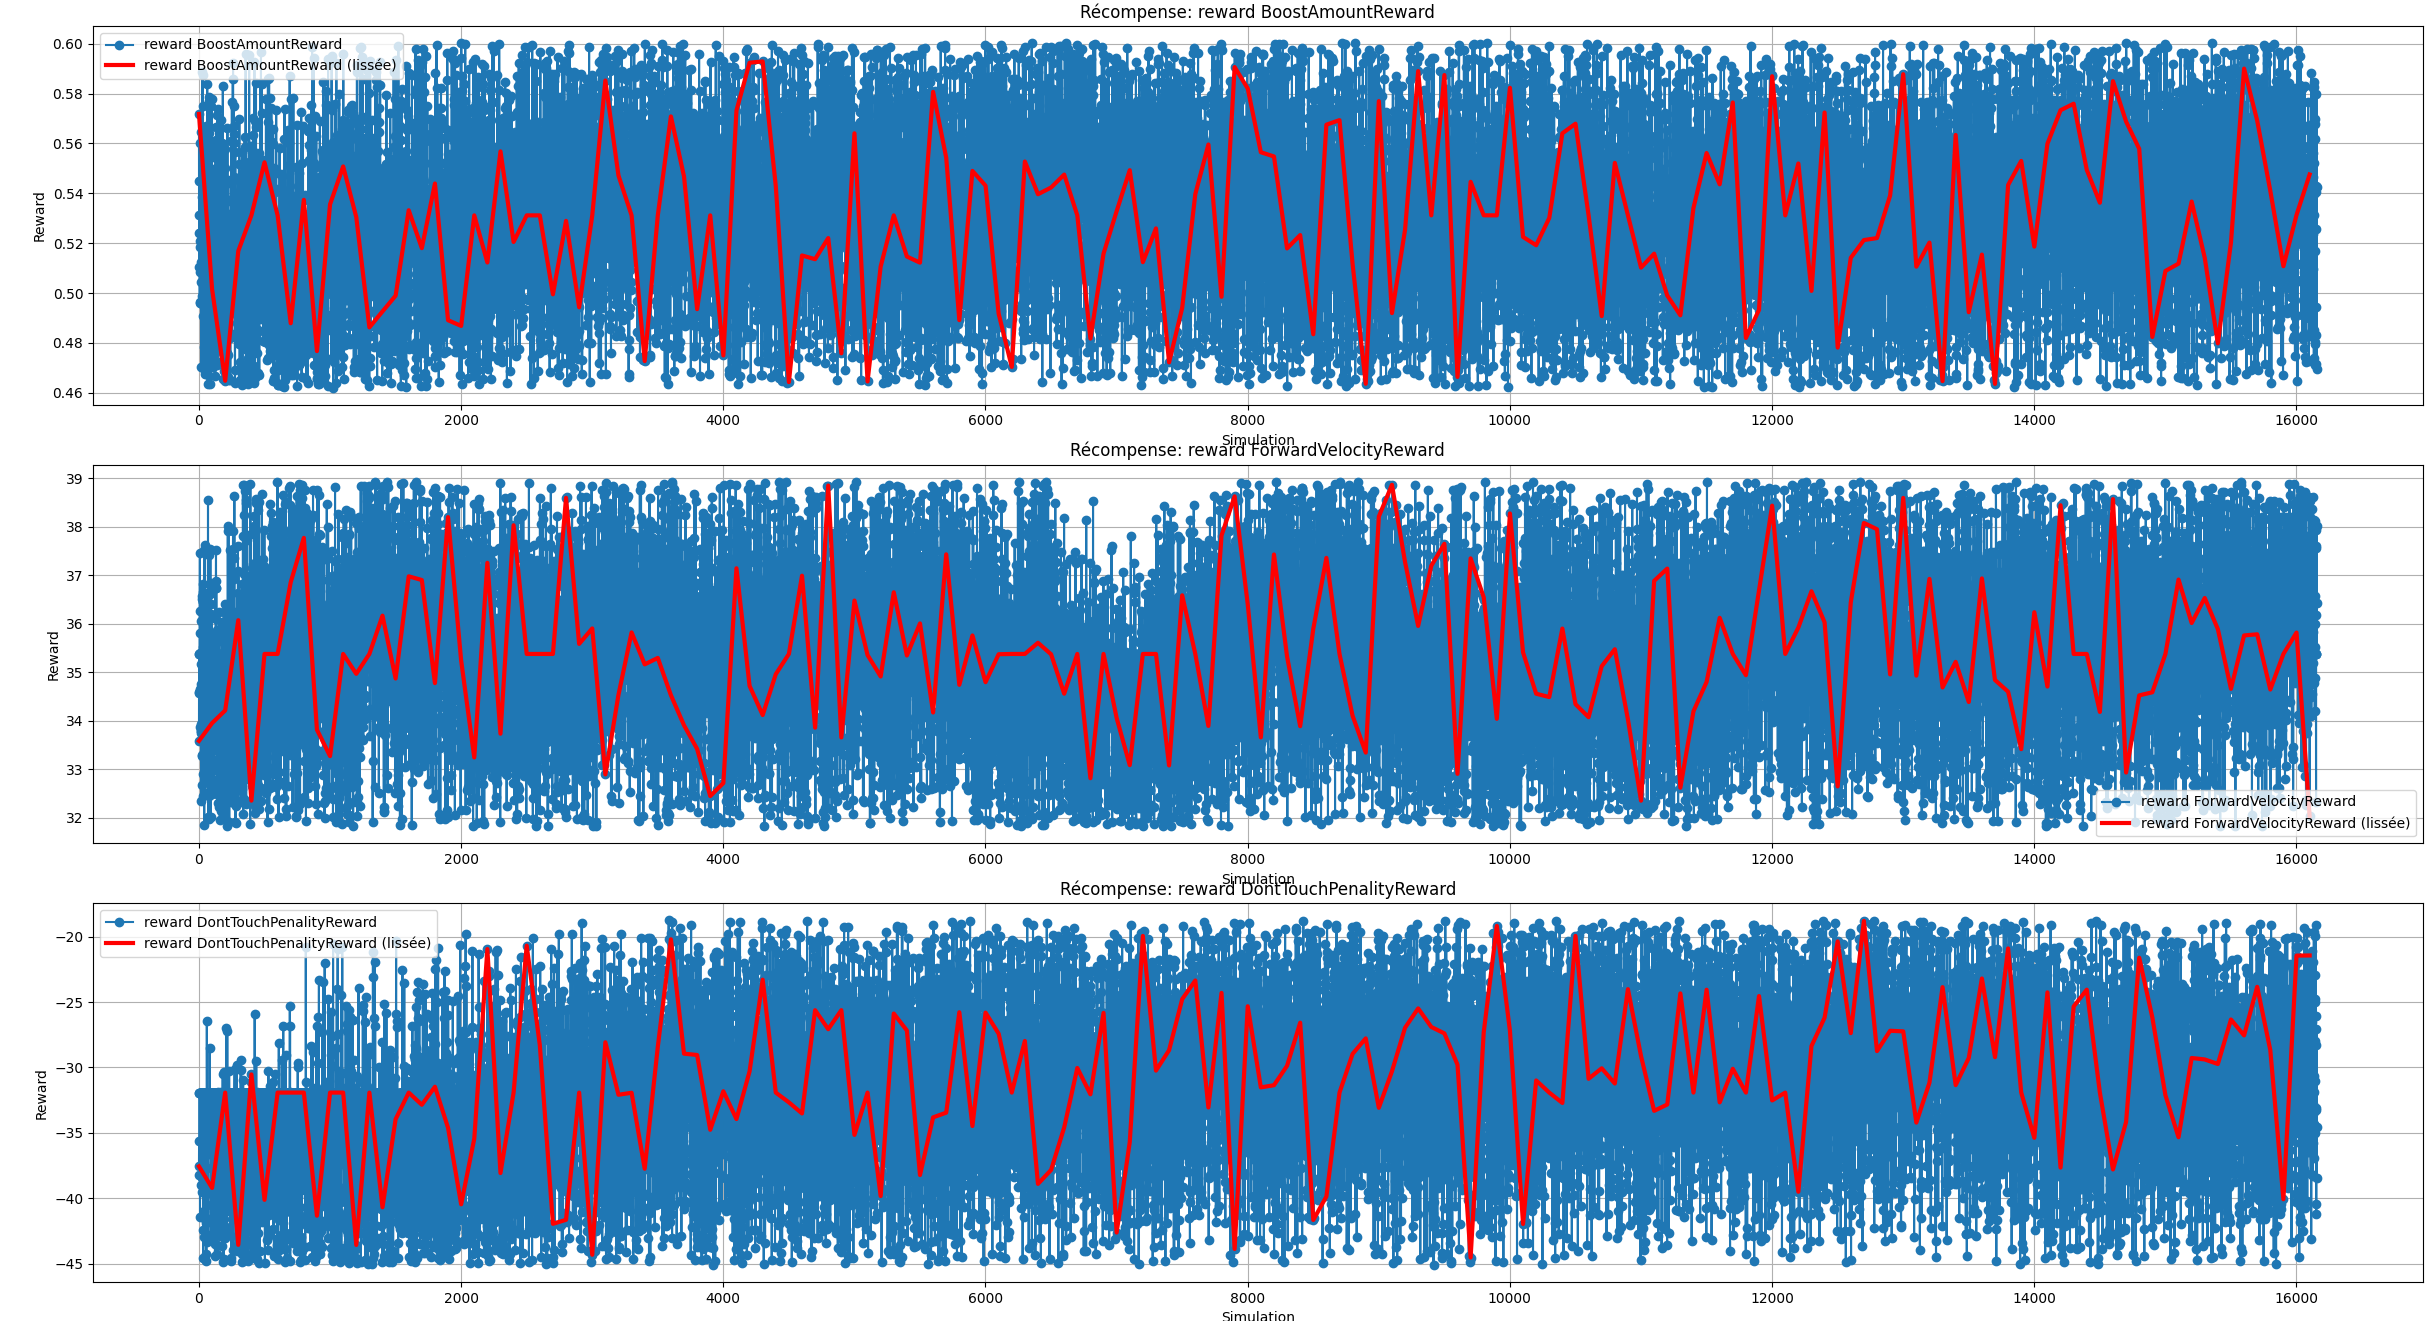 Récompense: reward BoostAmountReward
reward BoostAmountReward
reward BoostAmountReward (lissée)
Reward
0.60
0.58
0.56
0.54
0.52
0.50
0.48
0.46
0 2000 4000 6000 8000 10000 12000 14000 16000
Simulation
Récompense: reward ForwardVelocityReward
Reward
39
38
37
36
35
34
33
32
reward ForwardVelocityReward
reward ForwardVelocityReward (lissée)
0 2000 4000 6000 8000 10000 12000 14000 16000
Simulation
Récompense: reward DontTouchPenalityReward
reward DontTouchPenalityReward
reward DontTouchPenalityReward (lissée)
Reward
−20
−25
−30
−35
−40
−45
0 2000 4000 6000 8000 10000 12000 14000 16000
Simulation